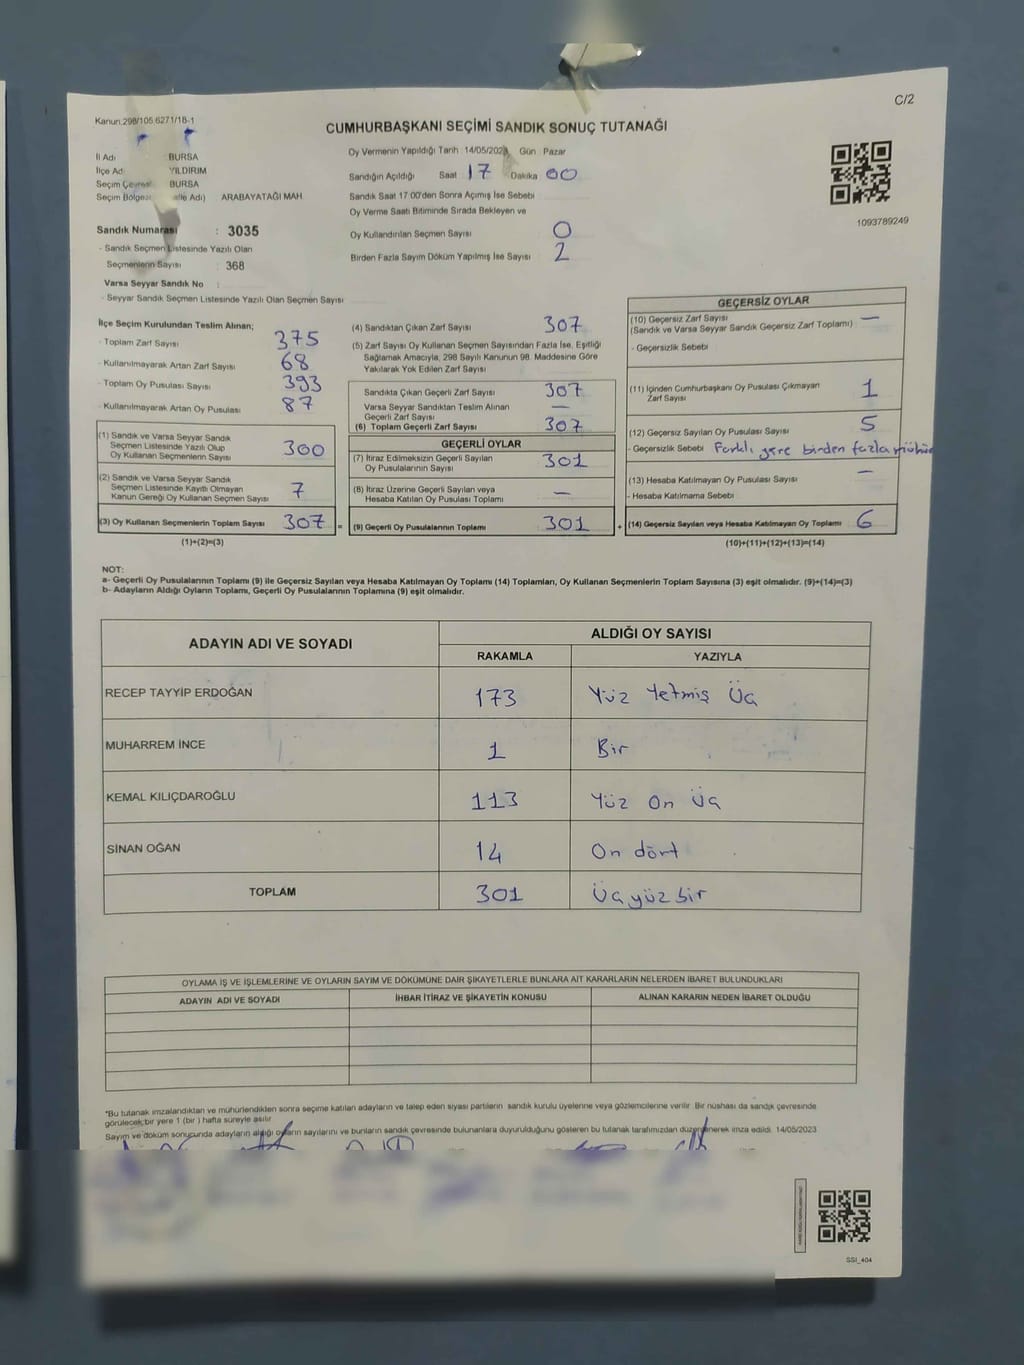 C/2
Kanun:298/105,6271/18-1
CUMHURBAŞKANI SEÇİMİ SANDIK SONUÇ TUTANAĞI
İl Adı : BURSA
İlçe Adı YILDIRIM
Seçim Çevresi BURSA
Seçim Bölgesi Adı) ARABAYATAĞI MAH
Sandık Numarası : 3035
- Sandık Seçmen Listesinde Yazılı Olan
Seçmenlerin Sayısı : 368
Varsa Seyyar Sandık No :
- Seyyar Sandık Seçmen Listesinde Yazılı Olan Seçmen Sayısı
Oy Vermenin Yapıldığı Tarih : 14/05/2023 Gün : Pazar
Sandığın Açıldığı Saat 17 Dakika 00
Sandık Saat 17:00'den Sonra Açılmış İse Sebebi
Oy Verme Saati Bitiminde Sırada Bekleyen ve
Oy Kullandırılan Seçmen Sayısı 0
Birden Fazla Sayım Döküm Yapılmış İse Sayısı 2
1093789249
İlçe Seçim Kurulundan Teslim Alınan;
- Toplam Zarf Sayısı 375
- Kullanılmayarak Artan Zarf Sayısı 68
- Toplam Oy Pusulası Sayısı 393
- Kullanılmayarak Artan Oy Pusulası 87
(1) Sandık ve Varsa Seyyar Sandık
Seçmen Listesinde Yazılı Olup
Oy Kullanan Seçmenlerin Sayısı 300
(2) Sandık ve Varsa Seyyar Sandık
Seçmen Listesinde Kayıtlı Olmayan
Kanun Gereği Oy Kullanan Seçmen Sayısı 7
(3) Oy Kullanan Seçmenlerin Toplam Sayısı 307 =
(1)+(2)=(3)
(4) Sandıktan Çıkan Zarf Sayısı 307
(5) Zarf Sayısı Oy Kullanan Seçmen Sayısından Fazla İse, Eşitliği
Sağlamak Amacıyla, 298 Sayılı Kanunun 98. Maddesine Göre
Yakılarak Yok Edilen Zarf Sayısı
Sandıkta Çıkan Geçerli Zarf Sayısı 307
Varsa Seyyar Sandıktan Teslim Alınan
Geçerli Zarf Sayısı —
(6) Toplam Geçerli Zarf Sayısı 307
GEÇERLİ OYLAR
(7) İtiraz Edilmeksizin Geçerli Sayılan
Oy Pusulalarının Sayısı 301
(8) İtiraz Üzerine Geçerli Sayılan veya
Hesaba Katılan Oy Pusulası Toplamı —
(9) Geçerli Oy Pusulalarının Toplamı 301 +
GEÇERSİZ OYLAR
(10) Geçersiz Zarf Sayısı —
(Sandık ve Varsa Seyyar Sandık Geçersiz Zarf Toplamı)
- Geçersizlik Sebebi
(11) İçinden Cumhurbaşkanı Oy Pusulası Çıkmayan
Zarf Sayısı 1
(12) Geçersiz Sayılan Oy Pusulası Sayısı 5
- Geçersizlik Sebebi Farklı yere birden fazla mühür
(13) Hesaba Katılmayan Oy Pusulası Sayısı —
- Hesaba Katılmama Sebebi
(14) Geçersiz Sayılan veya Hesaba Katılmayan Oy Toplamı 6
(10)+(11)+(12)+(13)=(14)
NOT:
a- Geçerli Oy Pusulalarının Toplamı (9) ile Geçersiz Sayılan veya Hesaba Katılmayan Oy Toplamı (14) Toplamları, Oy Kullanan Seçmenlerin Toplam Sayısına (3) eşit olmalıdır. (9)+(14)=(3)
b- Adayların Aldığı Oyların Toplamı, Geçerli Oy Pusulalarının Toplamına (9) eşit olmalıdır.
ADAYIN ADI VE SOYADI ALDIĞI OY SAYISI
RAKAMLA YAZIYLA
RECEP TAYYİP ERDOĞAN 173 Yüz Yetmiş Üç
MUHARREM İNCE 1 Bir
KEMAL KILIÇDAROĞLU 113 Yüz On Üç
SİNAN OĞAN 14 On dört
TOPLAM 301 Üçyüz bir
OYLAMA İŞ VE İŞLEMLERİNE VE OYLARIN SAYIM VE DÖKÜMÜNE DAİR ŞİKAYETLERLE BUNLARA AİT KARARLARIN NELERDEN İBARET BULUNDUKLARI
ADAYIN ADI VE SOYADI İHBAR İTİRAZ VE ŞİKAYETİN KONUSU ALINAN KARARIN NEDEN İBARET OLDUĞU
*Bu tutanak imzalandıktan ve mühürlendikten sonra seçime katılan adayların ve talep eden siyasi partilerin sandık kurulu üyelerine veya gözlemcilerine verilir. Bir nüshası da sandık çevresinde
görülecek bir yere 1 (bir) hafta süreyle asılır.
Sayım ve döküm sonucunda adayların aldığı oyların sayılarını ve bunların sandık çevresinde bulunanlara duyurulduğunu gösteren bu tutanak tarafımızdan düzenlenerek imza edildi. 14/05/2023
SSI_404